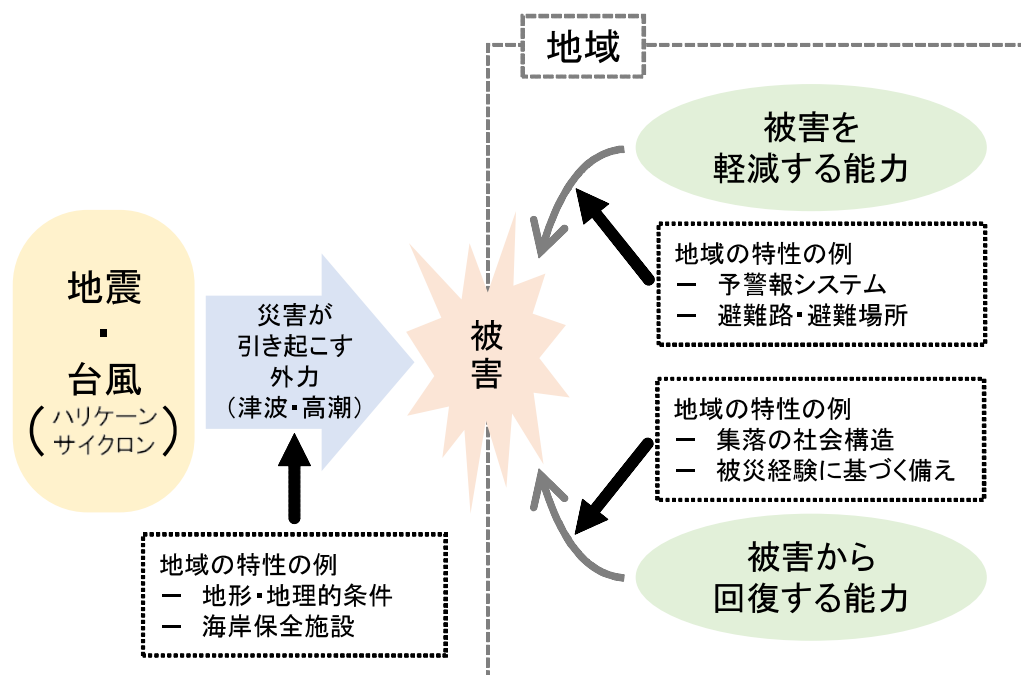 地域
被害を
軽減する能力
地域の特性の例
― 予警報システム
― 避難路・避難場所
地震
・
台風
(ハリケーン
サイクロン)
災害が
引き起こす
外力
(津波・高潮)
被
害
地域の特性の例
― 集落の社会構造
― 被災経験に基づく備え
地域の特性の例
― 地形・地理的条件
― 海岸保全施設
被害から
回復する能力